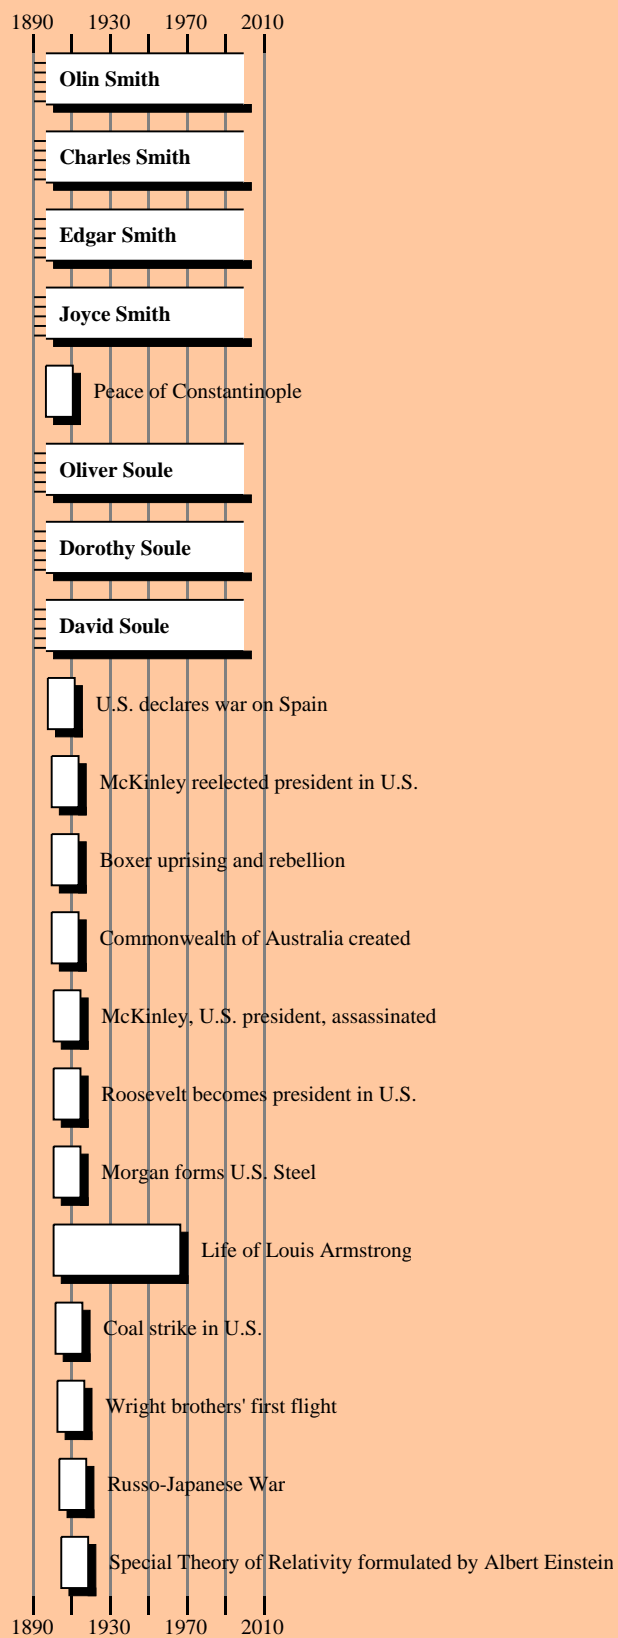 1890 1930 1970 2010
Olin Smith
Charles Smith
Edgar Smith
Joyce Smith
Peace of Constantinople
Oliver Soule
Dorothy Soule
David Soule
U.S. declares war on Spain
McKinley reelected president in U.S.
Boxer uprising and rebellion
Commonwealth of Australia created
McKinley, U.S. president, assassinated
Roosevelt becomes president in U.S.
Morgan forms U.S. Steel
Life of Louis Armstrong
Coal strike in U.S.
Wright brothers' first flight
Russo-Japanese War
Special Theory of Relativity formulated by Albert Einstein
1890 1930 1970 2010